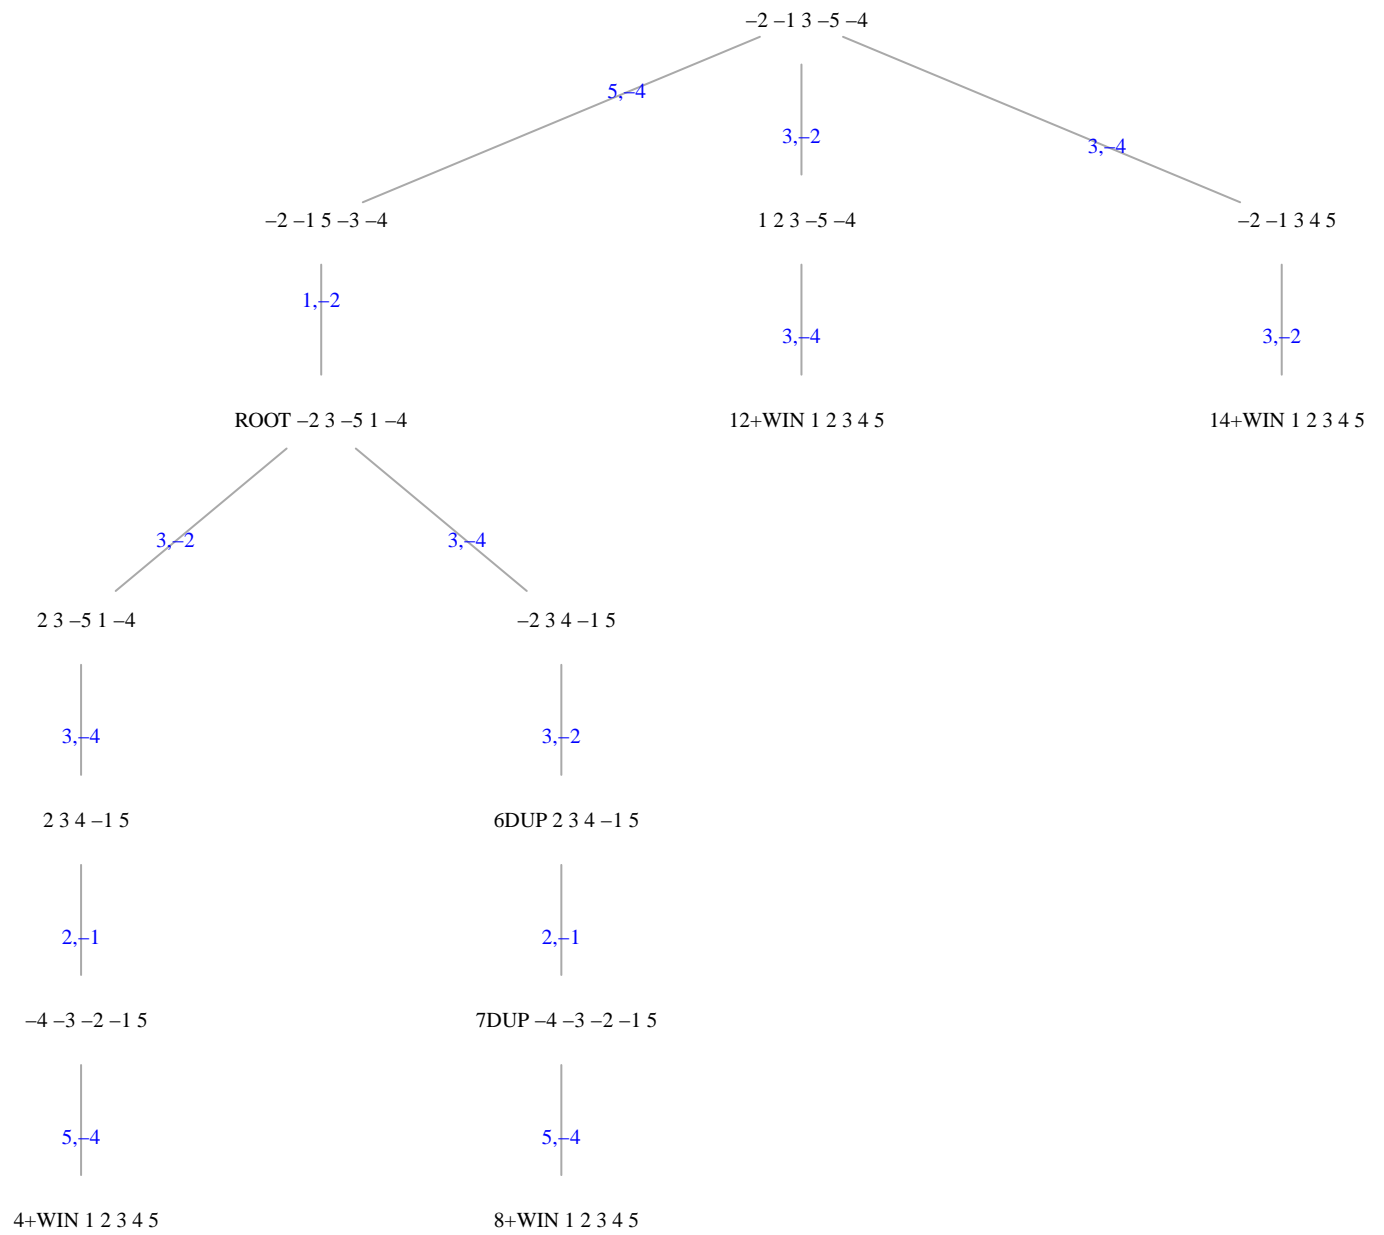 –2 –1 3 –5 –4
5,–4
3,–2
3,–4
–2 –1 5 –3 –4
1 2 3 –5 –4
–2 –1 3 4 5
1,–2
3,–4
3,–2
ROOT –2 3 –5 1 –4
12+WIN 1 2 3 4 5
14+WIN 1 2 3 4 5
3,–2
3,–4
2 3 –5 1 –4
–2 3 4 –1 5
3,–4
3,–2
2 3 4 –1 5
6DUP 2 3 4 –1 5
2,–1
2,–1
–4 –3 –2 –1 5
7DUP –4 –3 –2 –1 5
5,–4
5,–4
4+WIN 1 2 3 4 5
8+WIN 1 2 3 4 5